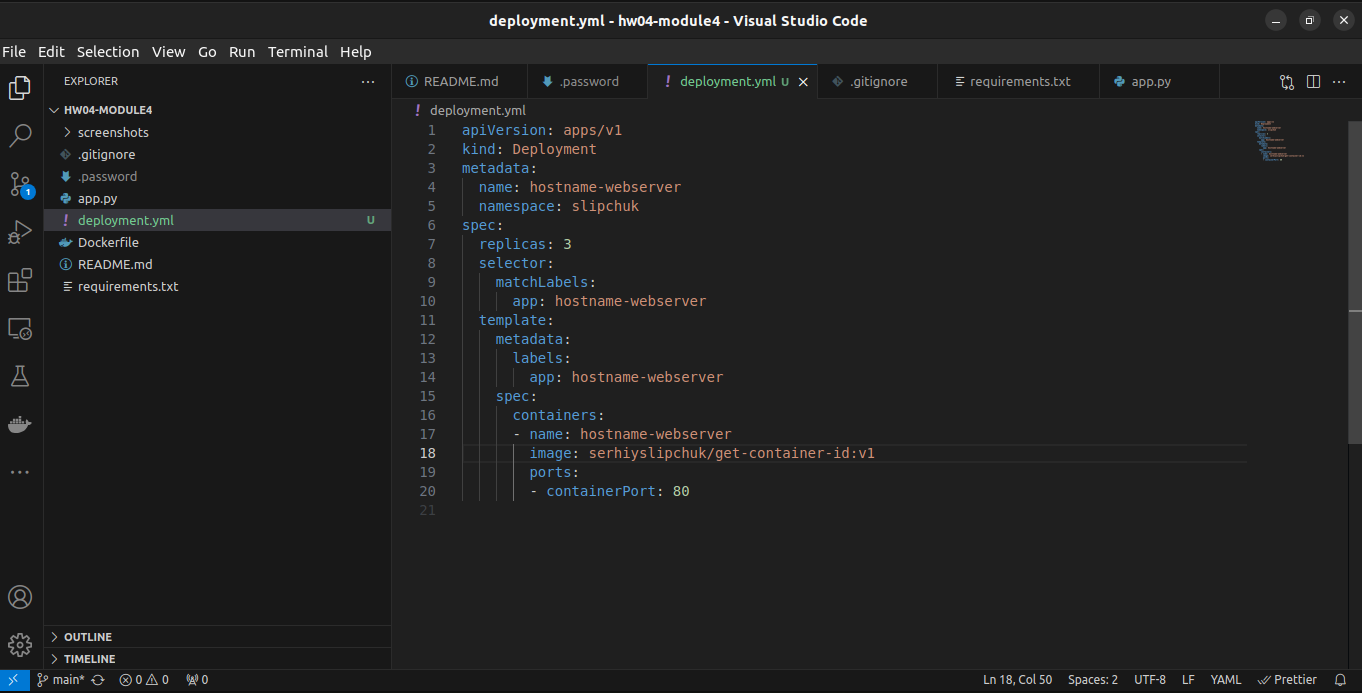 deployment.yml - hw04-module4 - Visual Studio Code
File Edit Selection View Go Run Terminal Help
EXPLORER
HW04-MODULE4
screenshots
.gitignore
.password
app.py
deployment.yml U
Dockerfile
README.md
requirements.txt
OUTLINE
TIMELINE
README.md .password deployment.yml U .gitignore requirements.txt app.py
deployment.yml
1 apiVersion: apps/v1
2 kind: Deployment
3 metadata:
4   name: hostname-webserver
5   namespace: slipchuk
6 spec:
7   replicas: 3
8   selector:
9     matchLabels:
10       app: hostname-webserver
11   template:
12     metadata:
13       labels:
14         app: hostname-webserver
15     spec:
16       containers:
17       - name: hostname-webserver
18         image: serhiyslipchuk/get-container-id:v1
19         ports:
20         - containerPort: 80
21
1
main* 0 0 0 Ln 18, Col 50 Spaces: 2 UTF-8 LF YAML Prettier